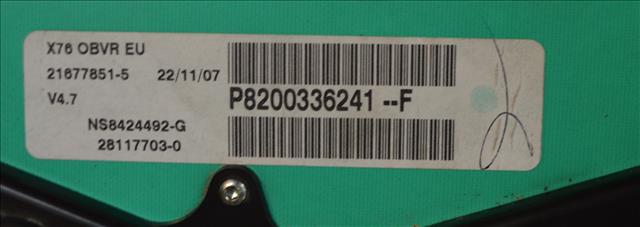 X76 OBVR EU
21677851-5 22/11/07
V4.7
P8200336241 --F
NS8424492-G
28117703-0